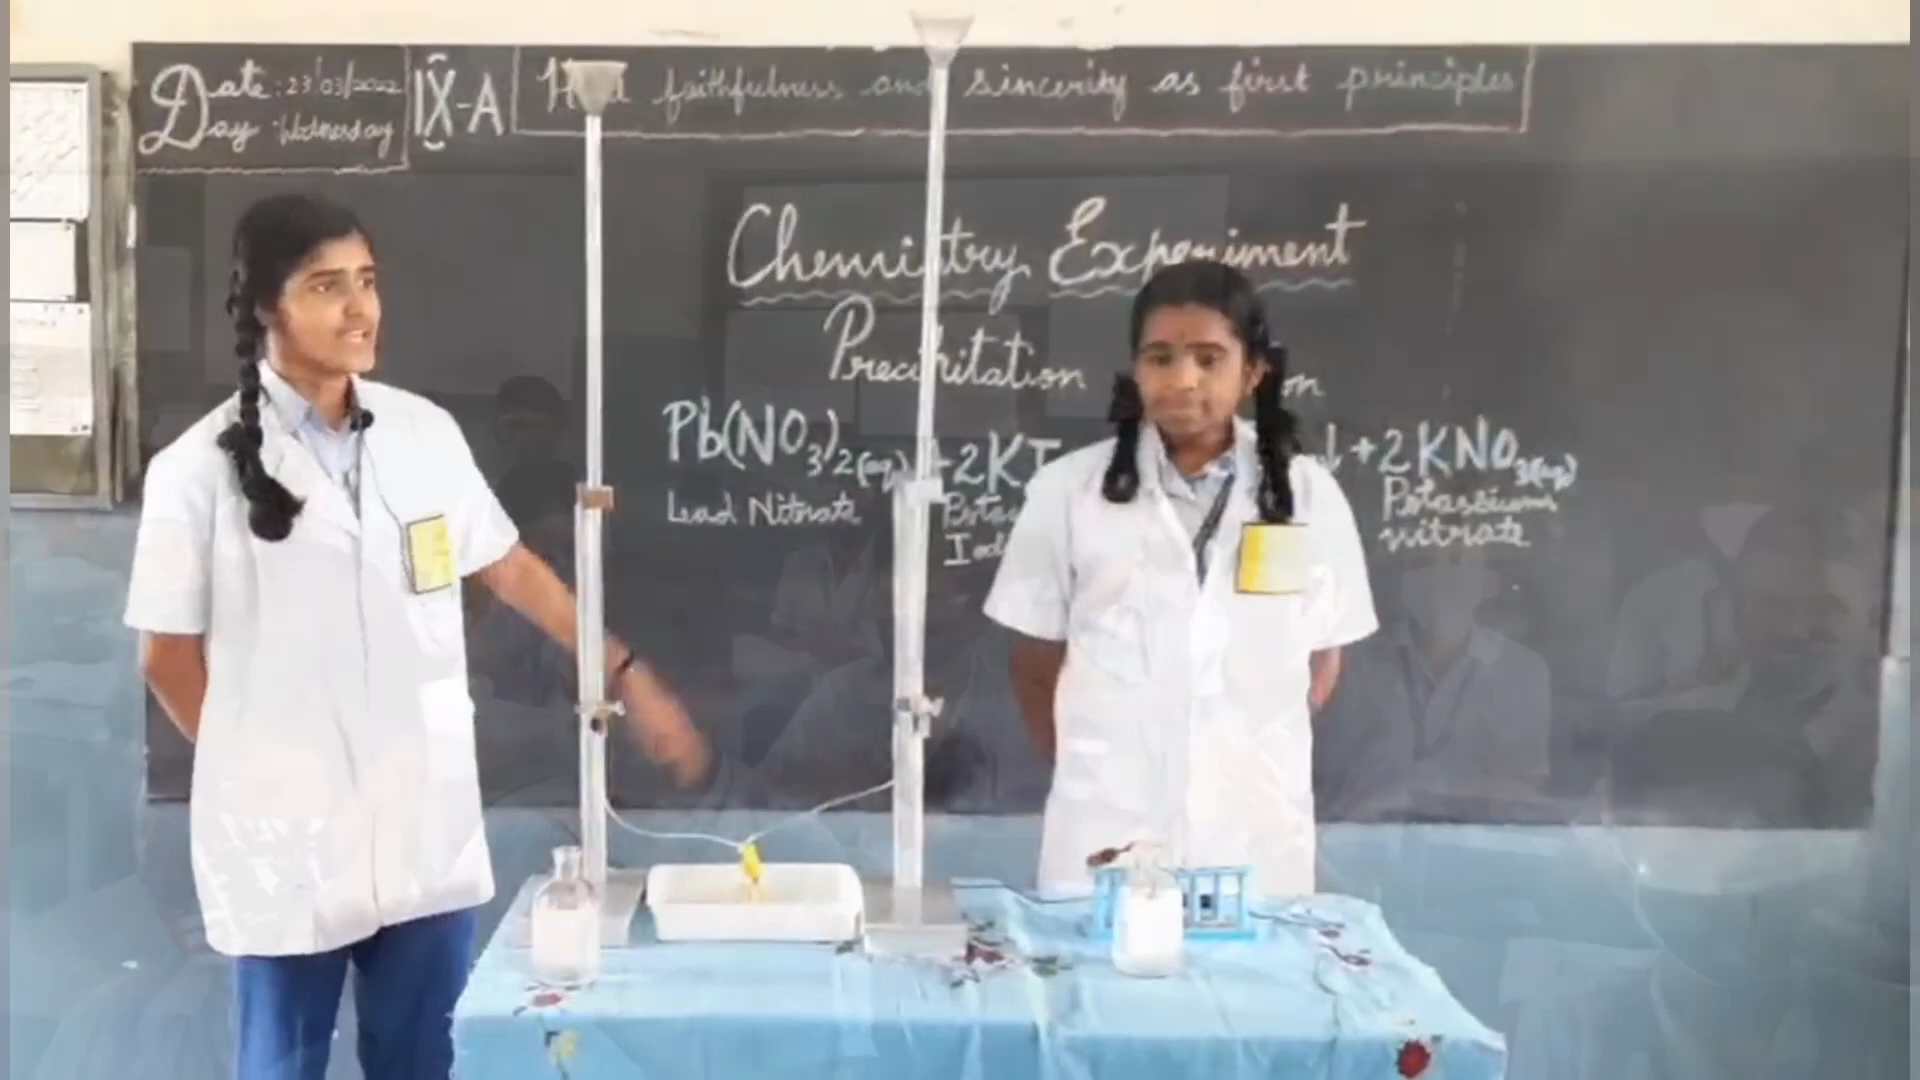 Date: 23/03/2022
Day: Wednesday
IX-A
faithfulness and sincerity as first principles
Chemistry Experiment
Precipitation
Pb(NO3)2(aq) + 2KI + 2KNO3(aq)
Lead Nitrate
Potassium
nitrate